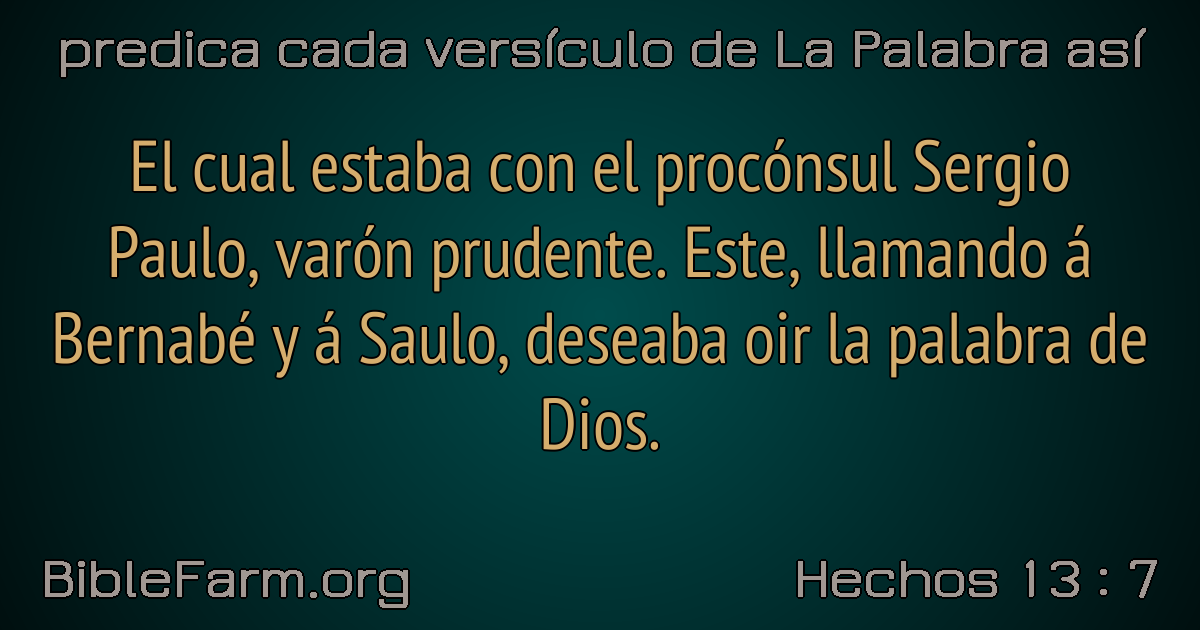 predica cada versículo de La Palabra así
El cual estaba con el procónsul Sergio
Paulo, varón prudente. Este, llamando á
Bernabé y á Saulo, deseaba oir la palabra de
Dios.
BibleFarm.org
Hechos 13 : 7